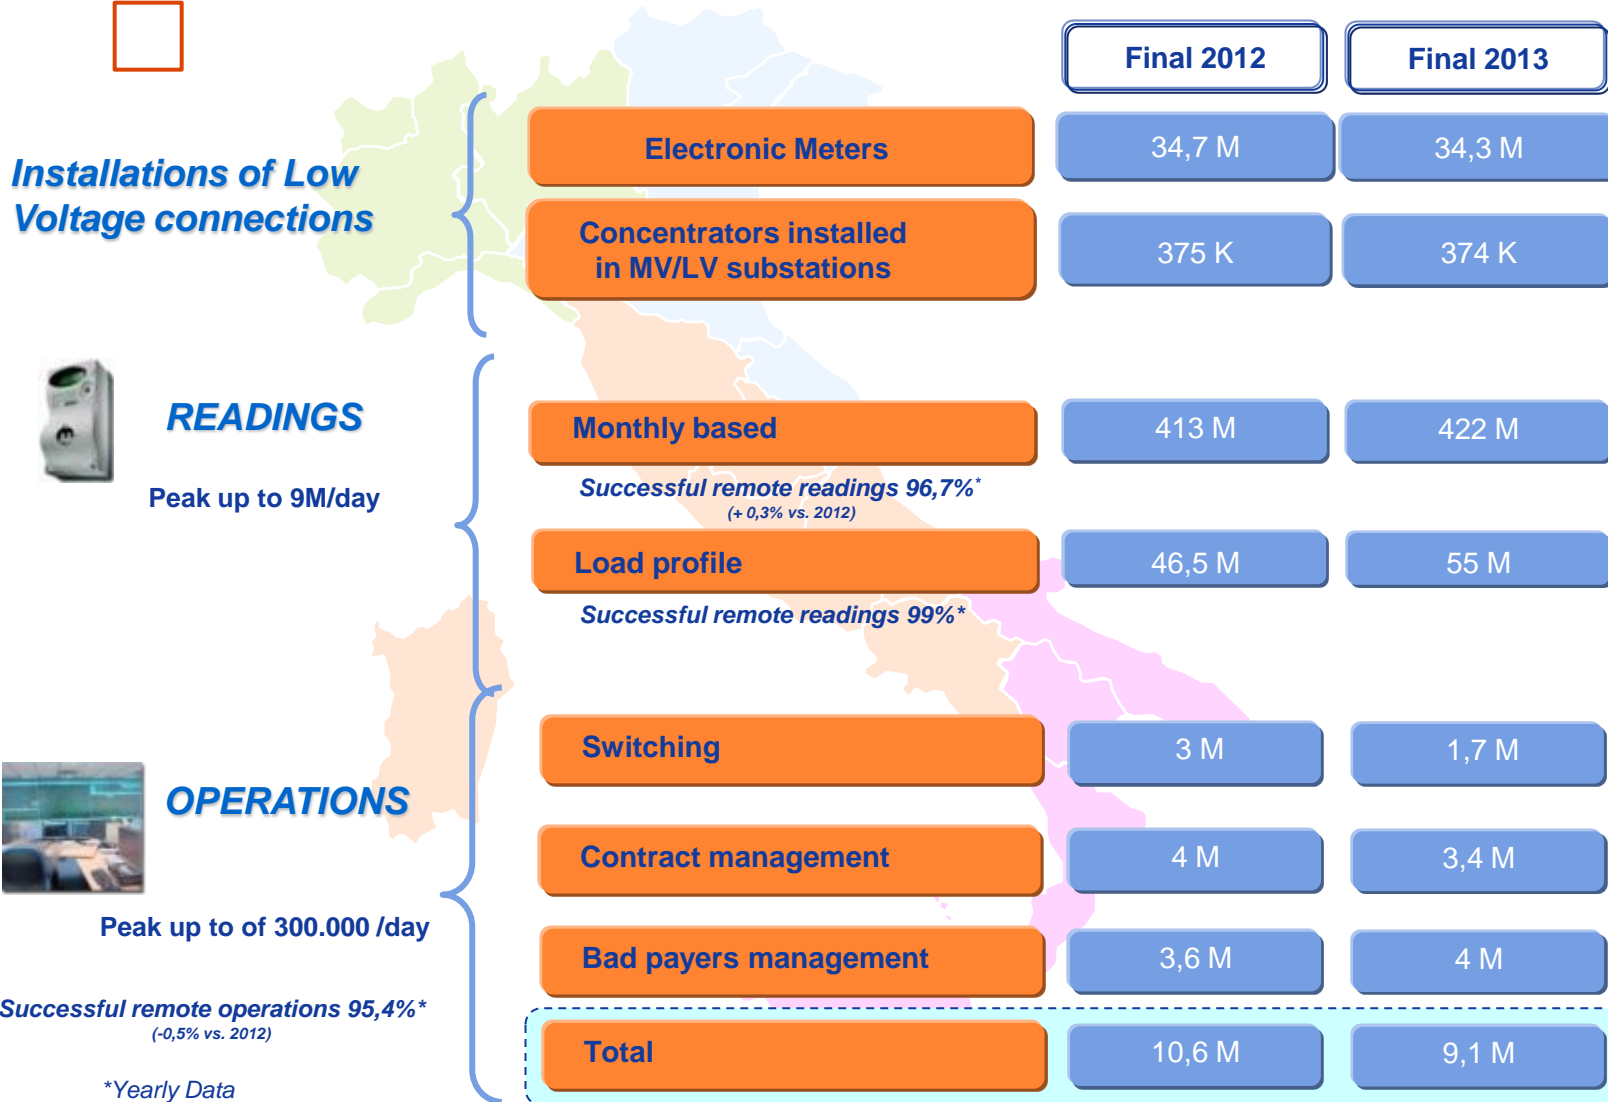 Final 2012
Final 2013
Installations of Low
Voltage connections
Electronic Meters
34,7 M
34,3 M
Concentrators installed
in MV/LV substations
375 K
374 K
READINGS
Peak up to 9M/day
Monthly based
413 M
422 M
Successful remote readings 96,7%*
(+ 0,3% vs. 2012)
Load profile
46,5 M
55 M
Successful remote readings 99%*
OPERATIONS
Peak up to of 300.000 /day
Successful remote operations 95,4%*
(-0,5% vs. 2012)
*Yearly Data
Switching
3 M
1,7 M
Contract management
4 M
3,4 M
Bad payers management
3,6 M
4 M
Total
10,6 M
9,1 M